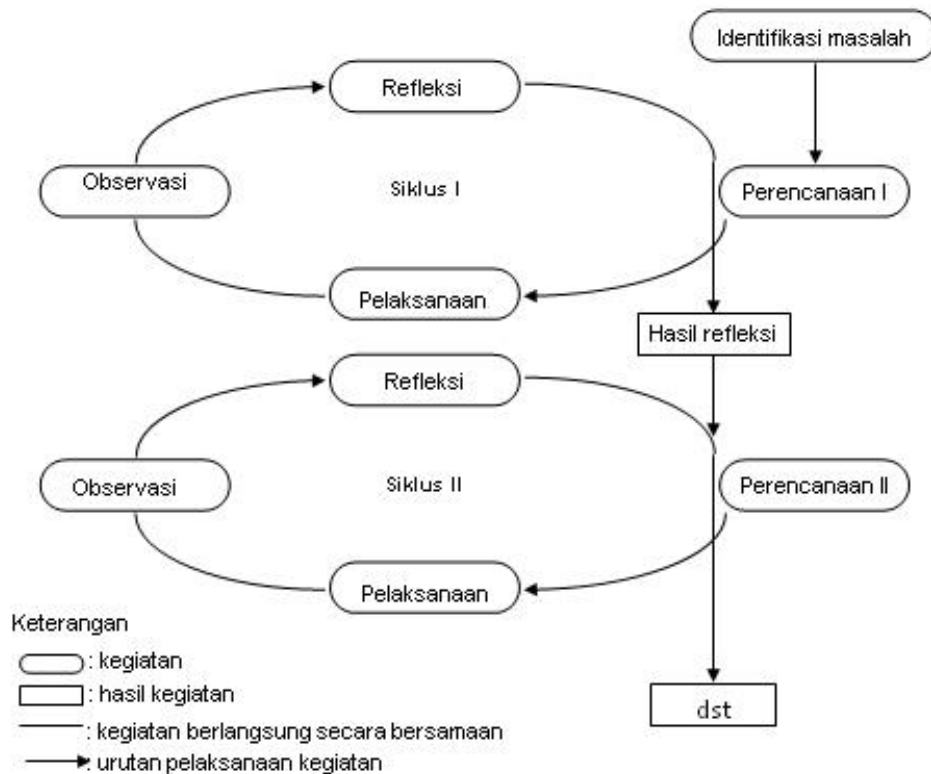 Identifikasi masalah
Refleksi
Observasi
Siklus I
Perencanaan I
Pelaksanaan
Hasil refleksi
Refleksi
Observasi
Siklus II
Perencanaan II
Pelaksanaan
Keterangan
: kegiatan
: hasil kegiatan
: kegiatan berlangsung secara bersamaan
: urutan pelaksanaan kegiatan
dst